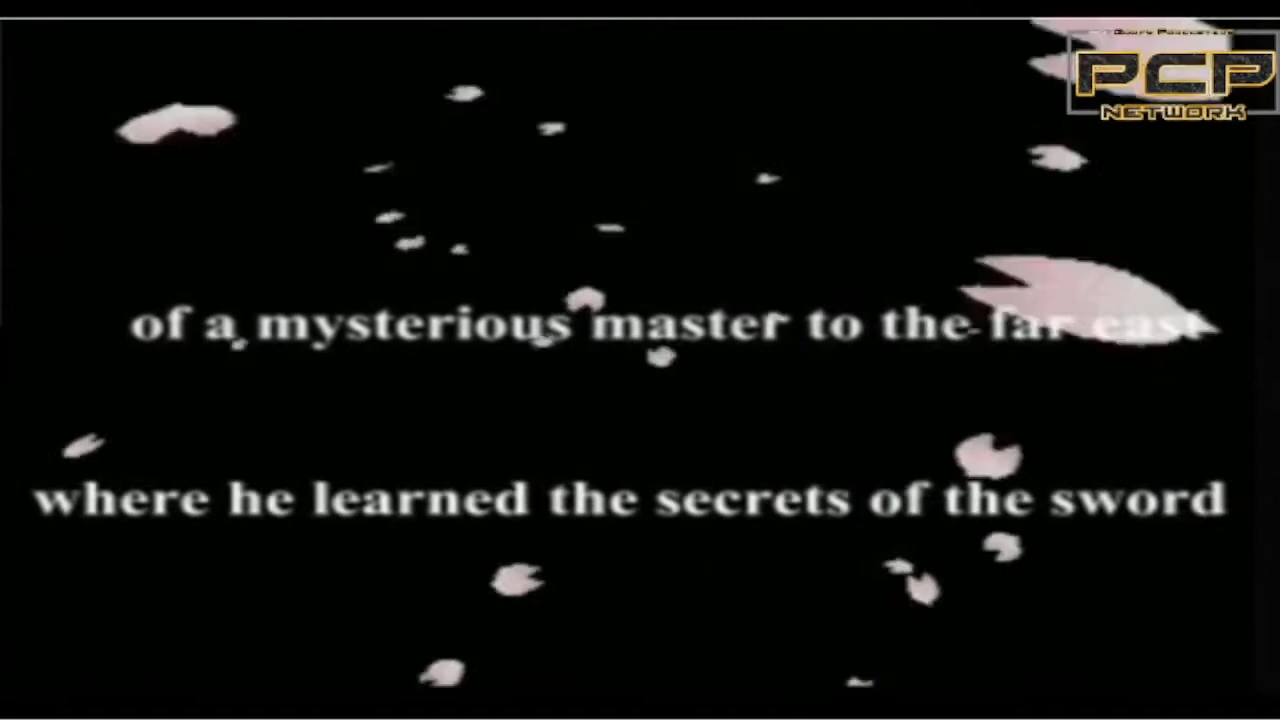 PCP
NETWORK
of a mysterious master to the far east
where he learned the secrets of the sword